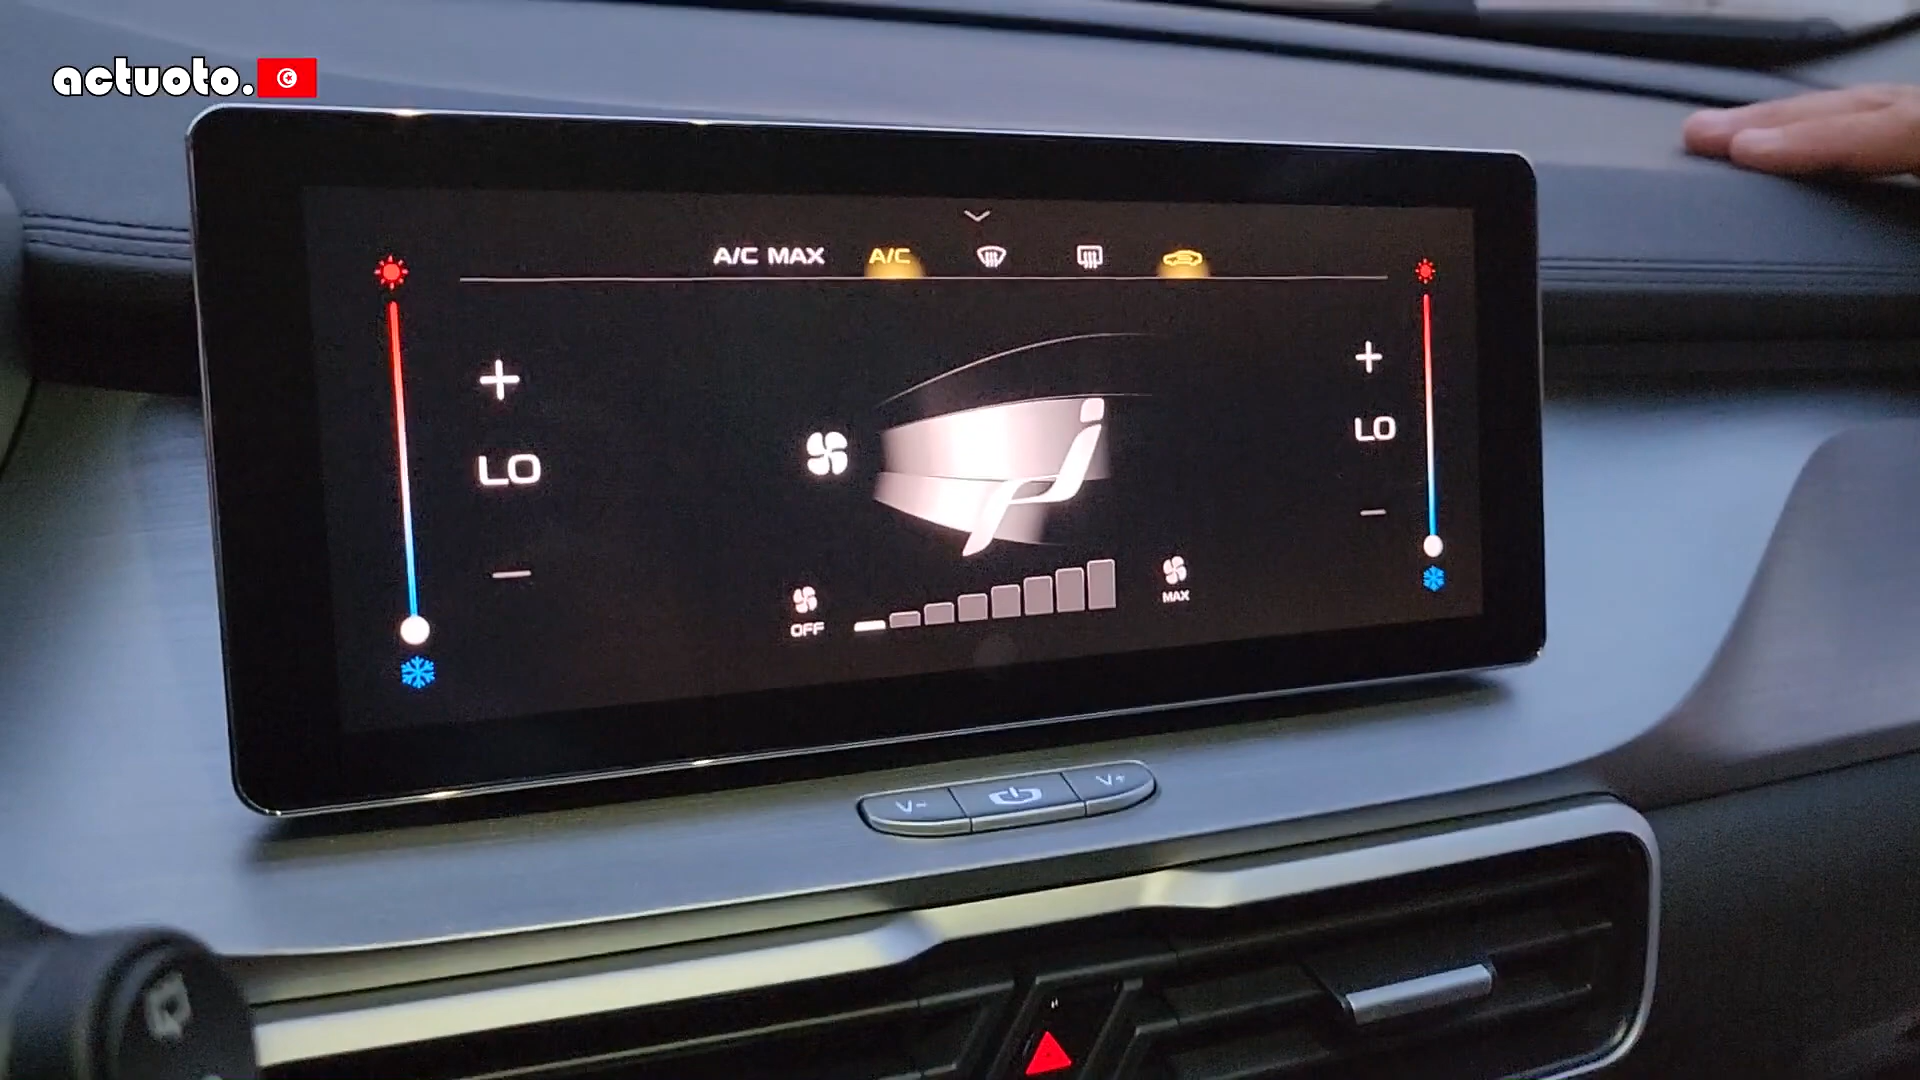 actuoto.
A/C MAX A/C
LO
LO
OFF
MAX
V-
V+